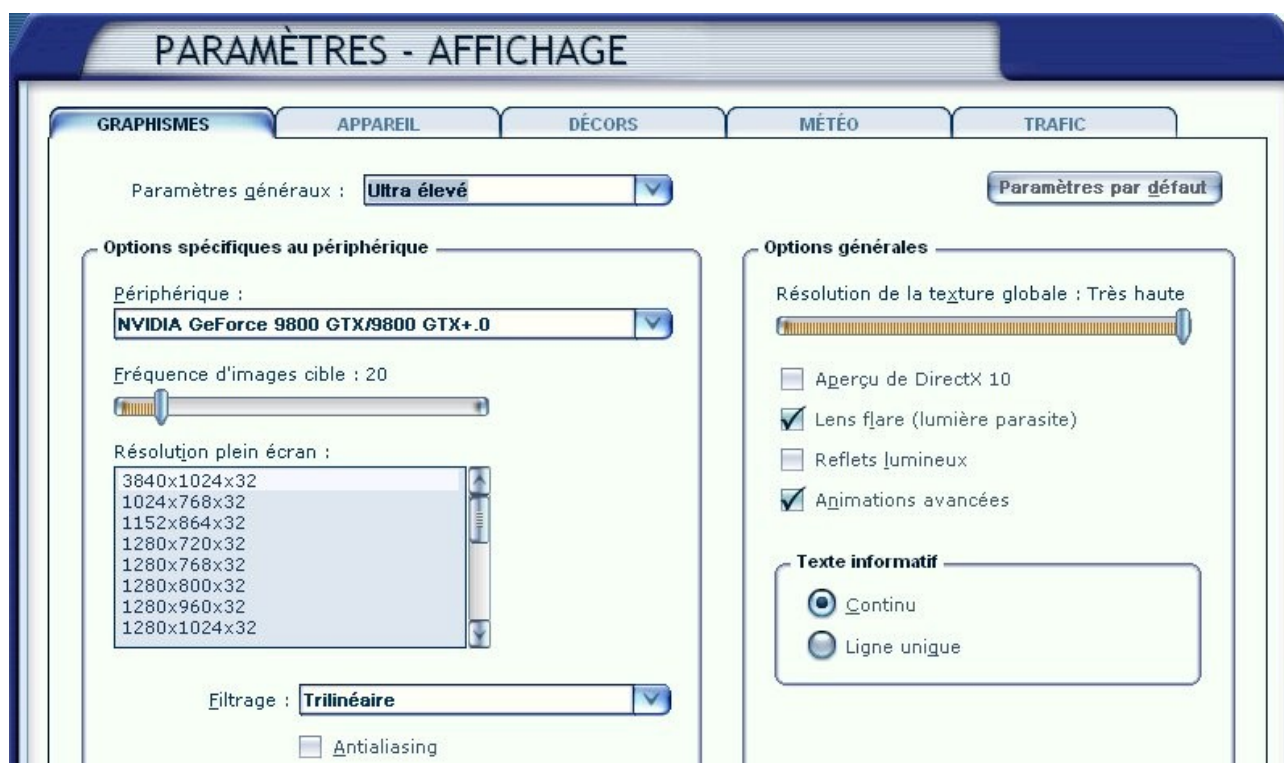 PARAMÈTRES - AFFICHAGE
GRAPHISMES
APPAREIL
DÉCORS
MÉTÉO
TRAFIC
Paramètres généraux : Ultra élevé
Paramètres par défaut
Options spécifiques au périphérique
Périphérique :
NVIDIA GeForce 9800 GTX/9800 GTX+.0
Fréquence d'images cible : 20
Résolution plein écran :
3840x1024x32
1024x768x32
1152x864x32
1280x720x32
1280x768x32
1280x800x32
1280x960x32
1280x1024x32
Filtrage : Trilinéaire
Antialiasing
Options générales
Résolution de la texture globale : Très haute
Aperçu de DirectX 10
Lens flare (lumière parasite)
Reflets lumineux
Animations avancées
Texte informatif
Continu
Ligne unique